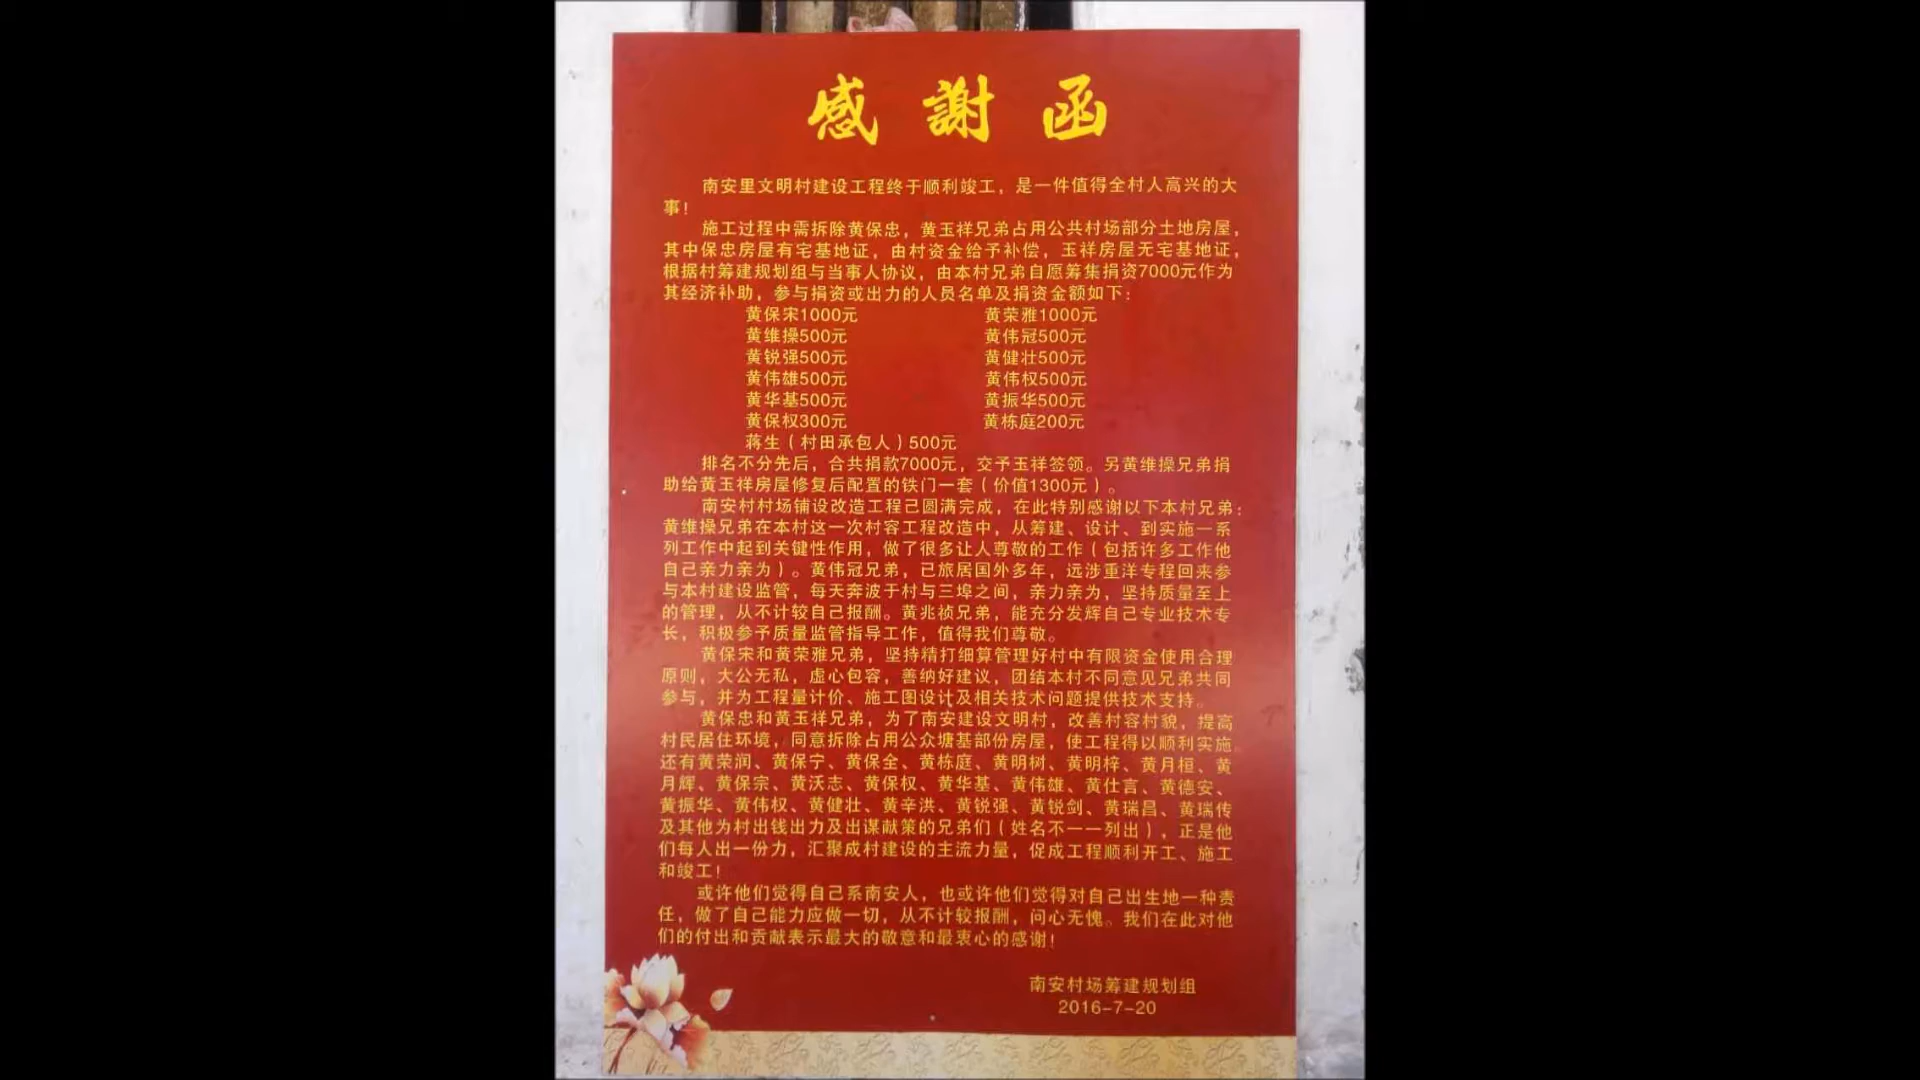 感謝函
南安里文明村建设工程终于顺利竣工，是一件值得全村人高兴的大
事！
施工过程中需拆除黄保忠，黄玉祥兄弟占用公共村场部分土地房屋，
其中保忠房屋有宅基地证，由村资金给予补偿，玉祥房屋无宅基地证，
根据村筹建规划组与当事人协议，由本村兄弟自愿筹集捐资7000元作为
其经济补助，参与捐资或出力的人员名单及捐资金额如下：
黄保宋1000元 黄荣雅1000元
黄维操500元 黄伟冠500元
黄锐强500元 黄健壮500元
黄伟雄500元 黄伟权500元
黄华基500元 黄振华500元
黄保权300元 黄栋庭200元
蒋生（村田承包人）500元
排名不分先后，合共捐款7000元，交予玉祥签领。另黄维操兄弟捐
助给黄玉祥房屋修复后配置的铁门一套（价值1300元）。
南安村村场铺设改造工程己圆满完成，在此特别感谢以下本村兄弟：
黄维操兄弟在本村这一次村容工程改造中，从筹建、设计、到实施一系
列工作中起到关键性作用，做了很多让人尊敬的工作（包括许多工作他
自己亲力亲为）。黄伟冠兄弟，已旅居国外多年，远涉重洋专程回来参
与本村建设监管，每天奔波于村与三埠之间，亲力亲为，坚持质量至上
的管理，从不计较自己报酬。黄兆祯兄弟，能充分发辉自己专业技术专
长，积极参予质量监管指导工作，值得我们尊敬。
黄保宋和黄荣雅兄弟，坚持精打细算管理好村中有限资金使用合理
原则，大公无私，虚心包容，善纳好建议，团结本村不同意见兄弟共同
参与，并为工程量计价、施工图设计及相关技术问题提供技术支持。
黄保忠和黄玉祥兄弟，为了南安建设文明村，改善村容村貌，提高
村民居住环境，同意拆除占用公众塘基部份房屋，使工程得以顺利实施。
还有黄荣润、黄保宁、黄保全、黄栋庭、黄明树、黄明梓、黄月桓、黄
月辉、黄保宗、黄沃志、黄保权、黄华基、黄伟雄、黄仕言、黄德安、
黄振华、黄伟权、黄健壮、黄辛洪、黄锐强、黄锐剑、黄瑞昌、黄瑞传
及其他为村出钱出力及出谋献策的兄弟们（姓名不一一列出），正是他
们每人出一份力，汇聚成村建设的主流力量，促成工程顺利开工、施工
和竣工！
或许他们觉得自己系南安人，也或许他们觉得对自己出生地一种责
任，做了自己能力应做一切，从不计较报酬，问心无愧。我们在此对他
们的付出和贡献表示最大的敬意和最衷心的感谢！
南安村场筹建规划组
2016-7-20